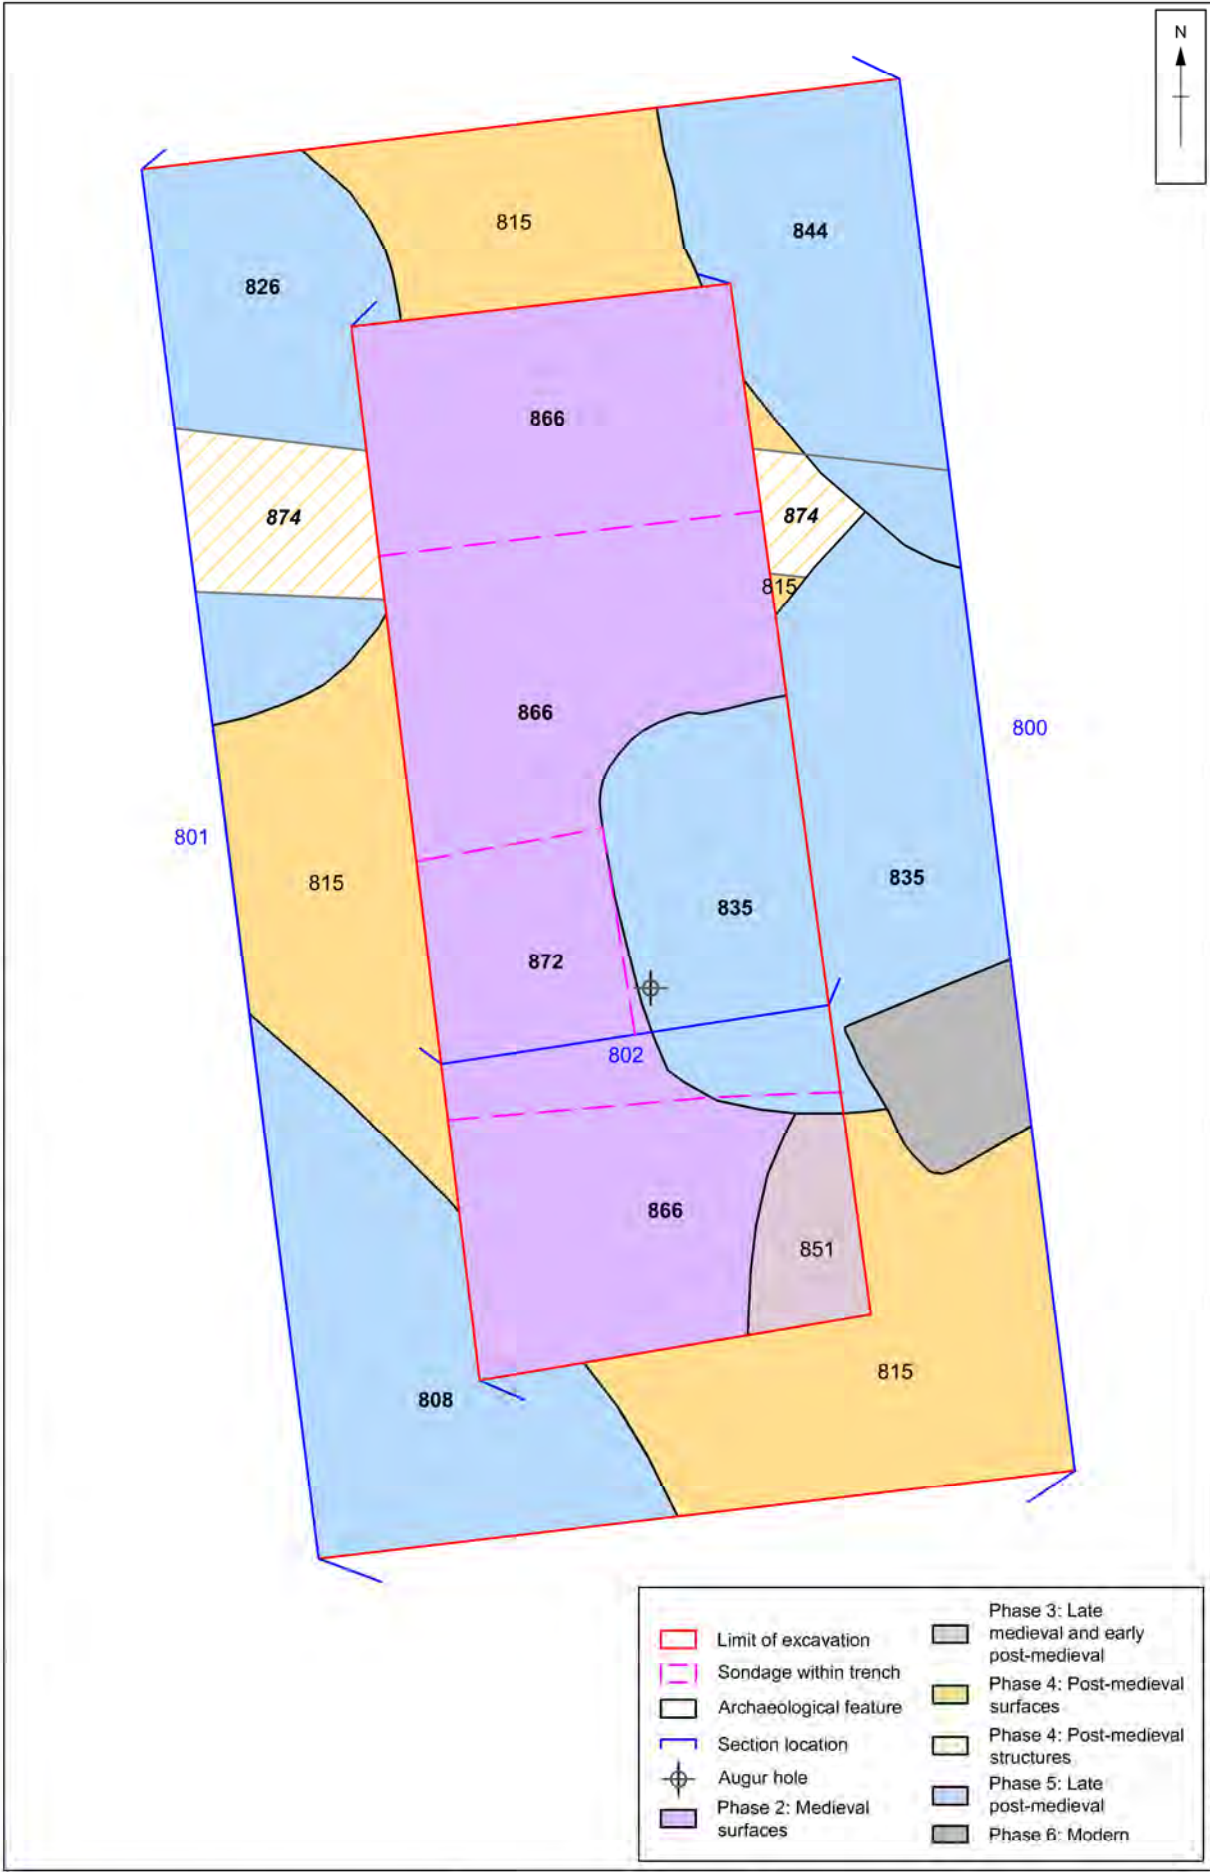 N
815
844
826
866
874
874
815
866
800
801
815
835
835
872
802
866
851
815
808
Limit of excavation
Sondage within trench
Archaeological feature
Section location
Augur hole
Phase 2: Medieval
surfaces
Phase 3: Late
medieval and early
post-medieval
Phase 4: Post-medieval
surfaces
Phase 4: Post-medieval
structures
Phase 5: Late
post-medieval
Phase 6: Modern